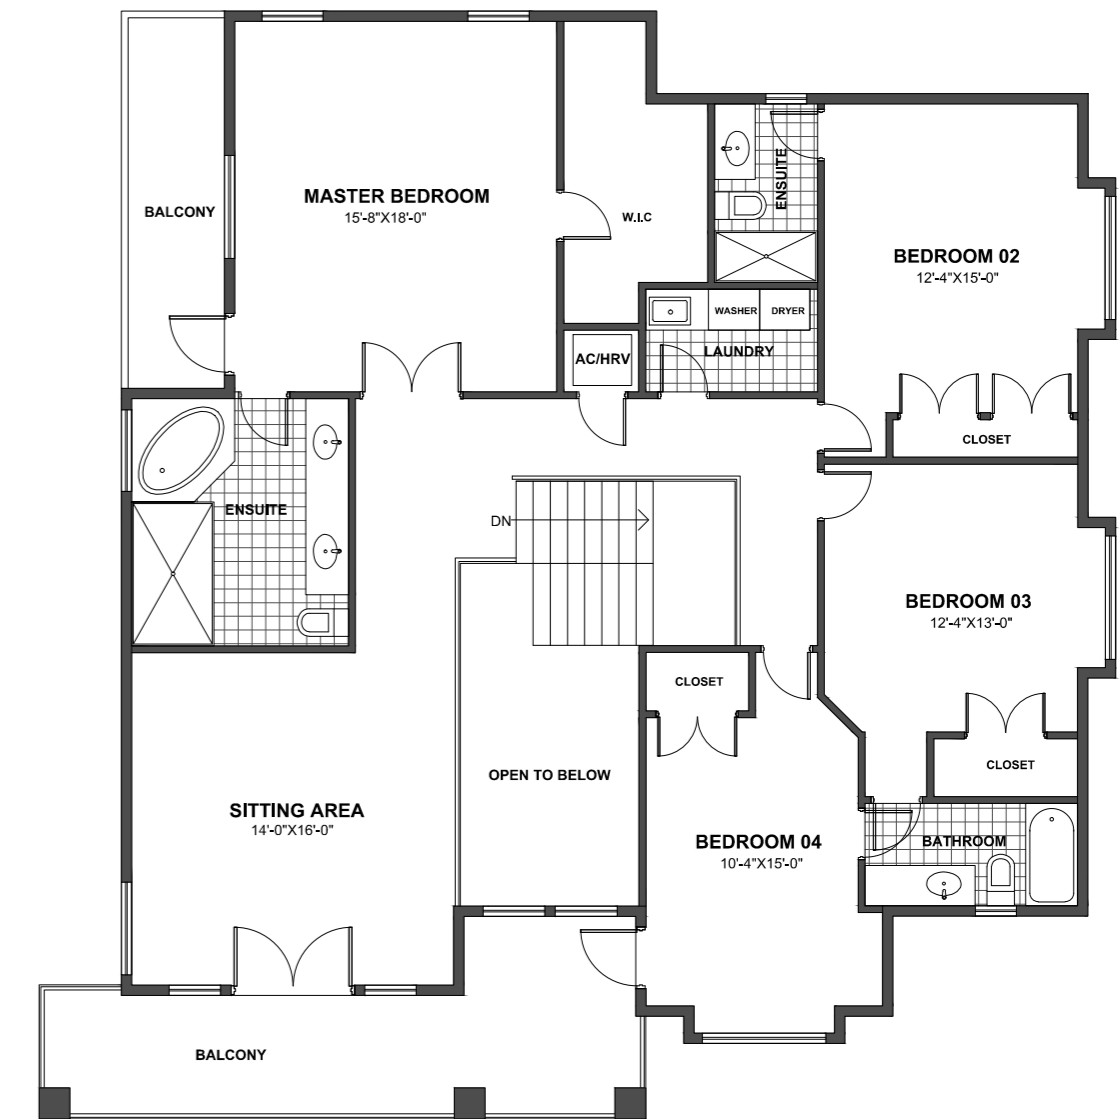 MASTER BEDROOM
15'-8"X18'-0"
BALCONY
W.I.C
ENSUITE
BEDROOM 02
12'-4"X15'-0"
WASHER
DRYER
LAUNDRY
AC/HRV
CLOSET
ENSUITE
DN
BEDROOM 03
12'-4"X13'-0"
CLOSET
CLOSET
OPEN TO BELOW
SITTING AREA
14'-0"X16'-0"
BEDROOM 04
10'-4"X15'-0"
BATHROOM
BALCONY